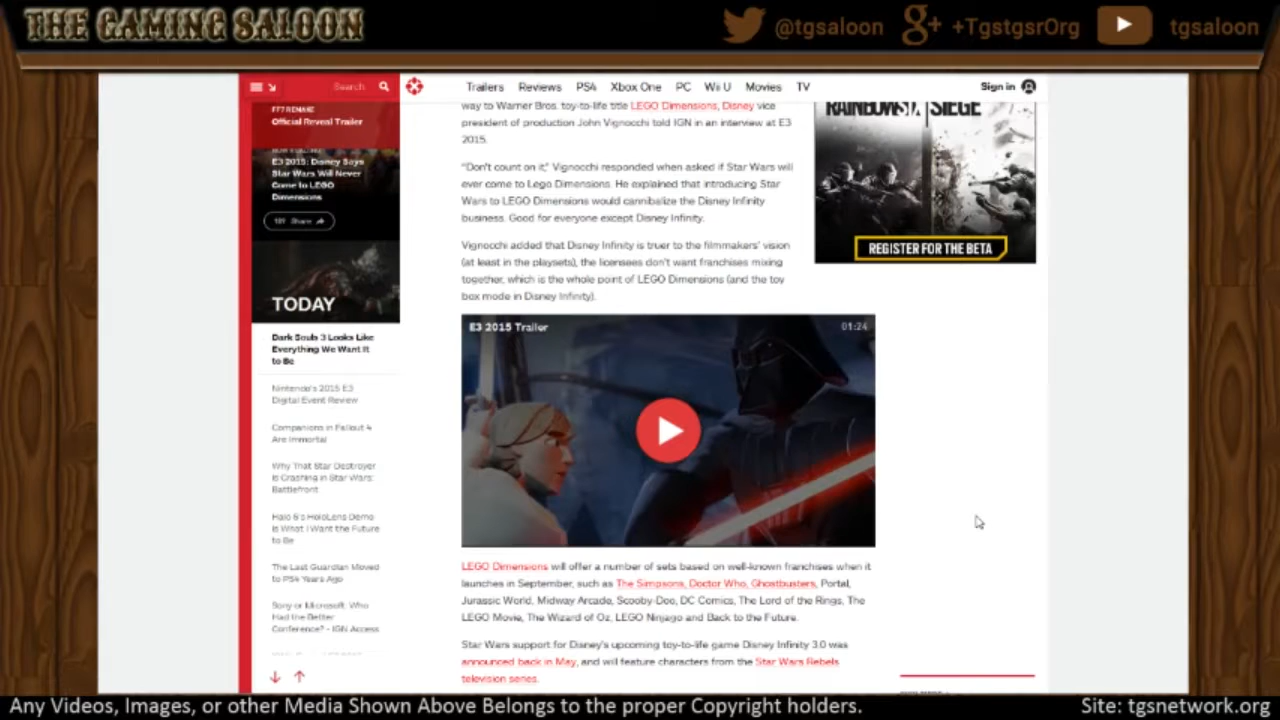 THE GAMING SALOON
@tgsaloon
+TgstgsrOrg
tgsaloon
Search
Trailers Reviews PS4 Xbox One PC Wii U Movies TV
Sign in
FF7 REMAKE
Official Reveal Trailer
E3 2015: Disney Says
Star Wars Will Never
Come to LEGO
Dimensions
Share
TODAY
Dark Souls 3 Looks Like
Everything We Want It
to Be
Nintendo's 2015 E3
Digital Event Review
Companions in Fallout 4
Are Immortal
Why That Star Destroyer
is Crashing in Star Wars:
Battlefront
Halo 5's HoloLens Demo
is What I Want the Future
to Be
The Last Guardian Moved
to PS4 Years Ago
Sony or Microsoft: Who
Had the Better
Conference? - IGN Access
way to Warner Bros. toy-to-life title LEGO Dimensions, Disney vice
president of production John Vignocchi told IGN in an interview at E3
2015.
"Don't count on it," Vignocchi responded when asked if Star Wars will
ever come to Lego Dimensions. He explained that introducing Star
Wars to LEGO Dimensions would cannibalize the Disney Infinity
business. Good for everyone except Disney Infinity.
Vignocchi added that Disney Infinity is truer to the filmmakers' vision
(at least in the playsets), the licensees don't want franchises mixing
together, which is the whole point of LEGO Dimensions (and the toy
box mode in Disney Infinity).
E3 2015 Trailer
01:24
LEGO Dimensions will offer a number of sets based on well-known franchises when it
launches in September, such as The Simpsons, Doctor Who, Ghostbusters, Portal,
Jurassic World, Midway Arcade, Scooby-Doo, DC Comics, The Lord of the Rings, The
LEGO Movie, The Wizard of Oz, LEGO Ninjago and Back to the Future.
Star Wars support for Disney's upcoming toy-to-life game Disney Infinity 3.0 was
announced back in May, and will feature characters from the Star Wars Rebels
television series.
RAINBOW SIX | SIEGE
REGISTER FOR THE BETA
Any Videos, Images, or other Media Shown Above Belongs to the proper Copyright holders.
Site: tgsnetwork.org